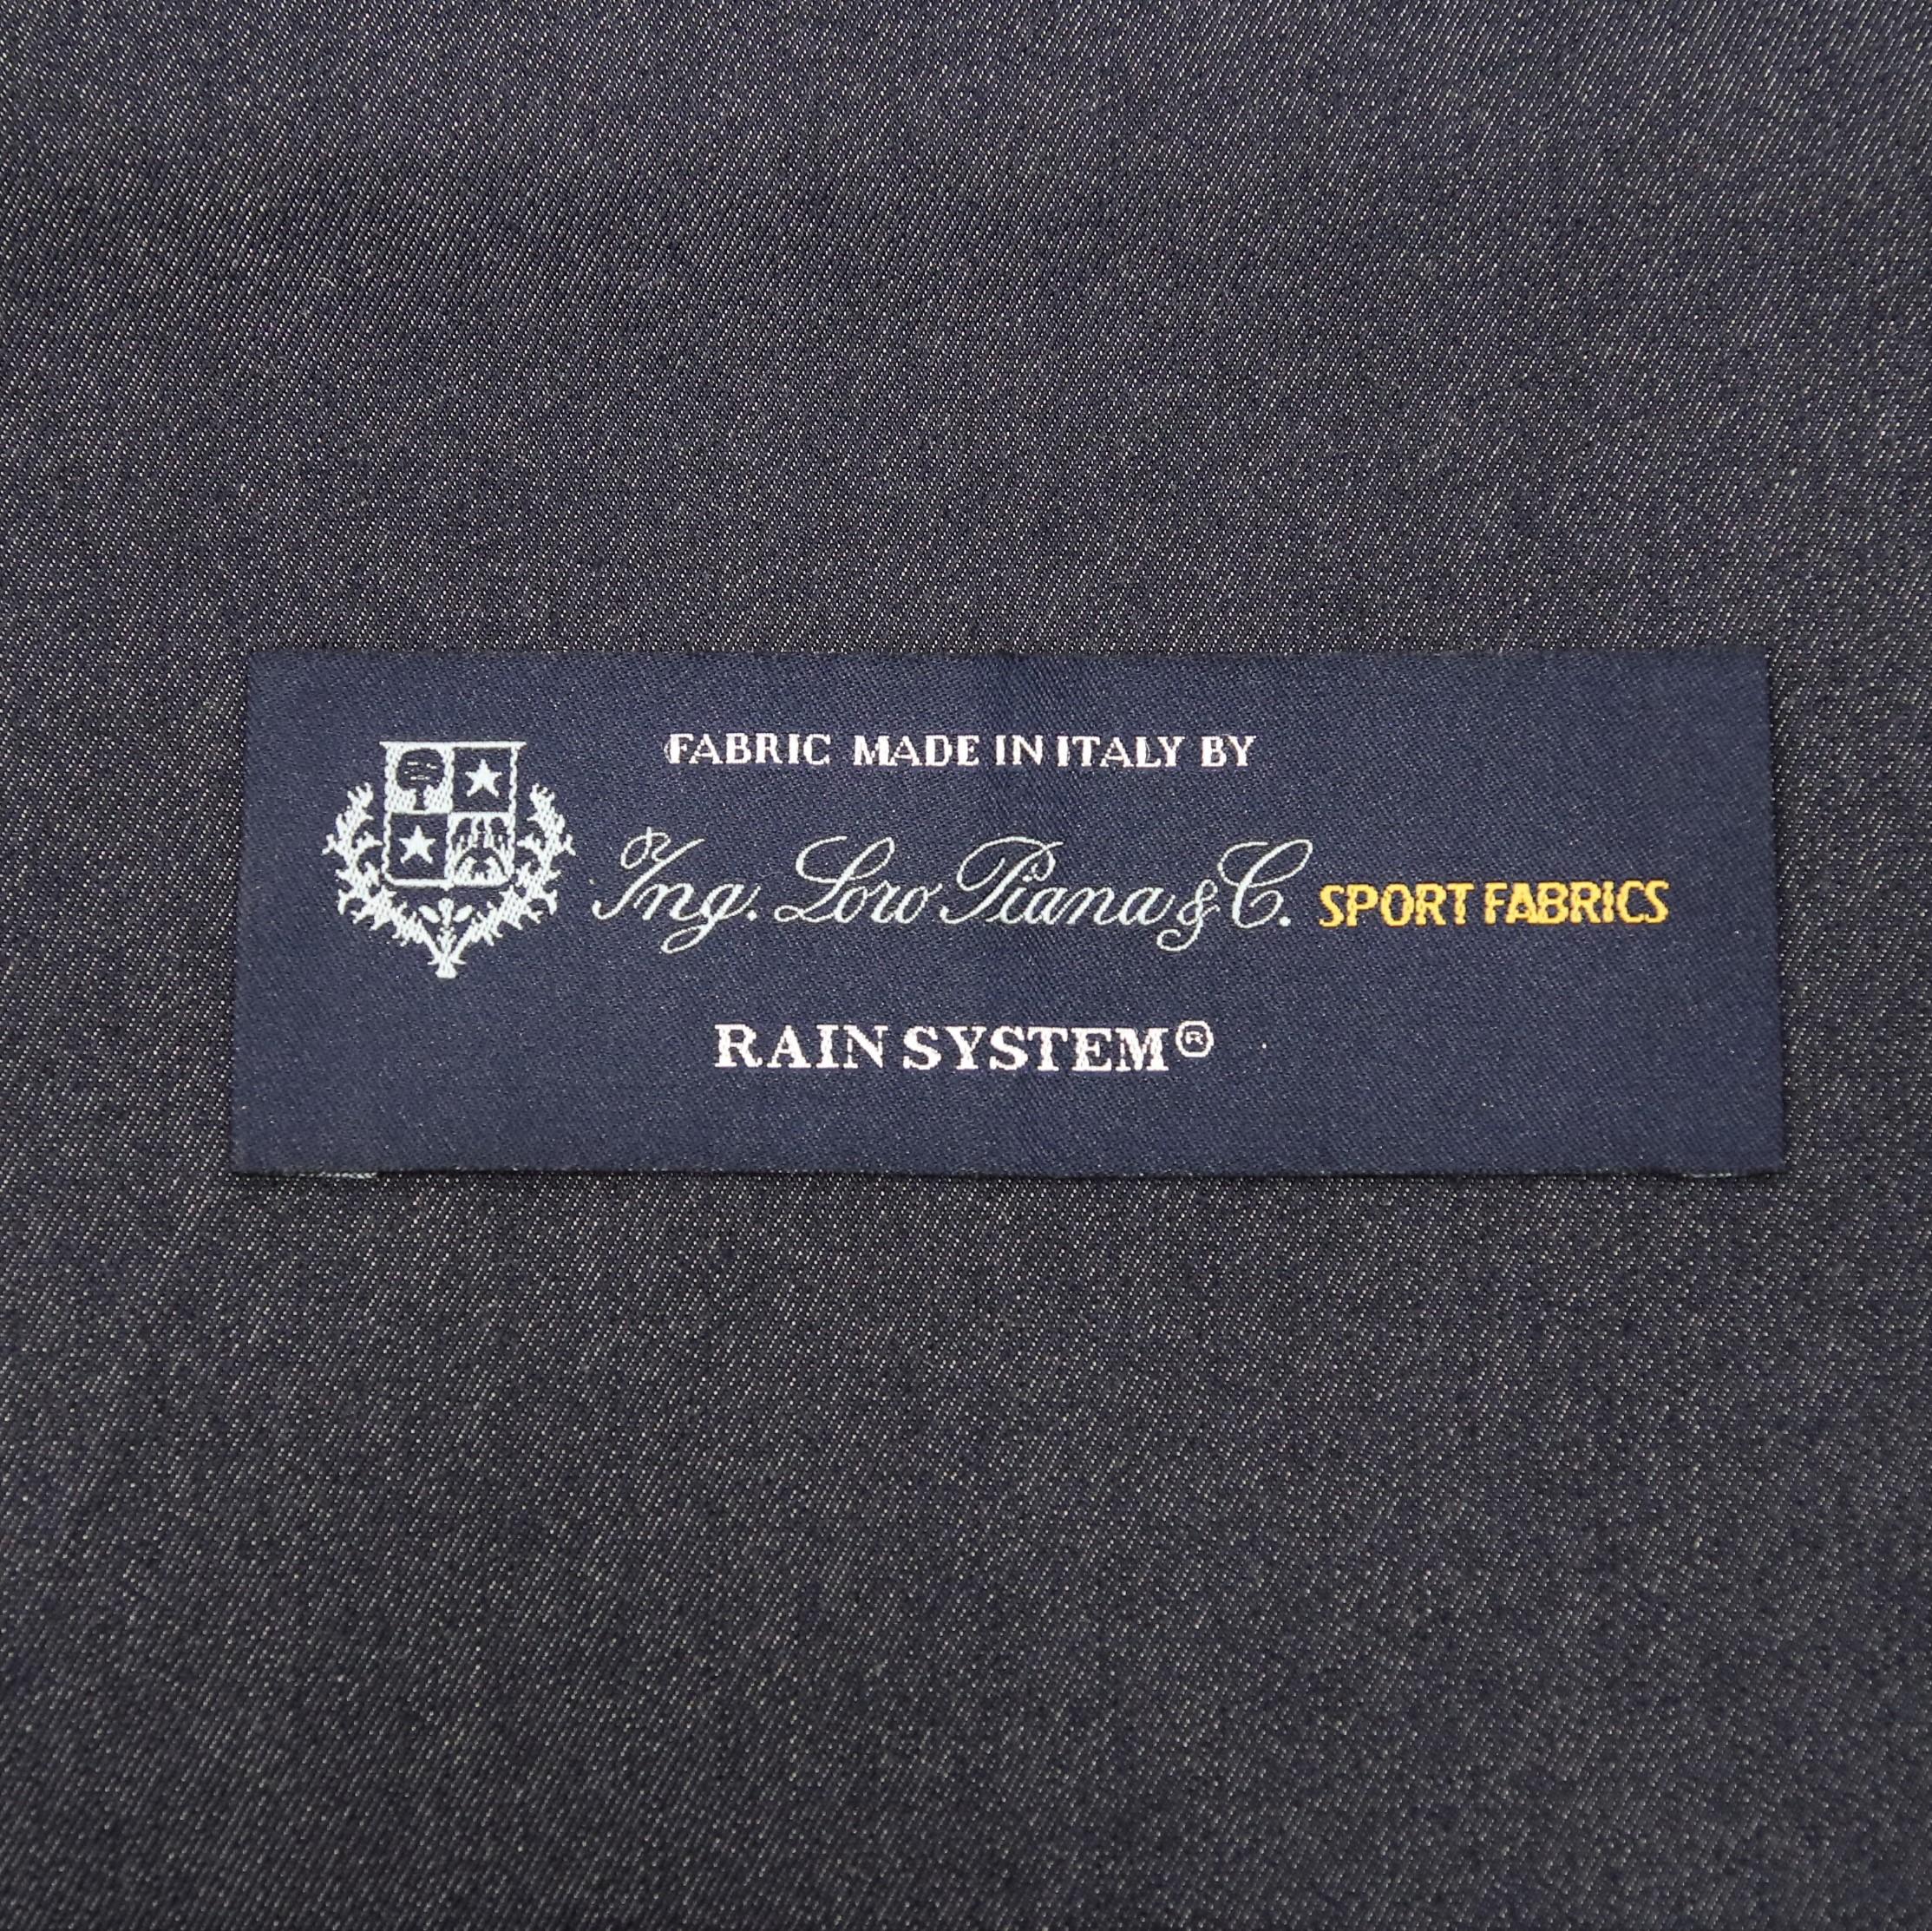 FABRIC MADE IN ITALY BY
Ing. Loro Piana & C. SPORT FABRICS
RAIN SYSTEM®